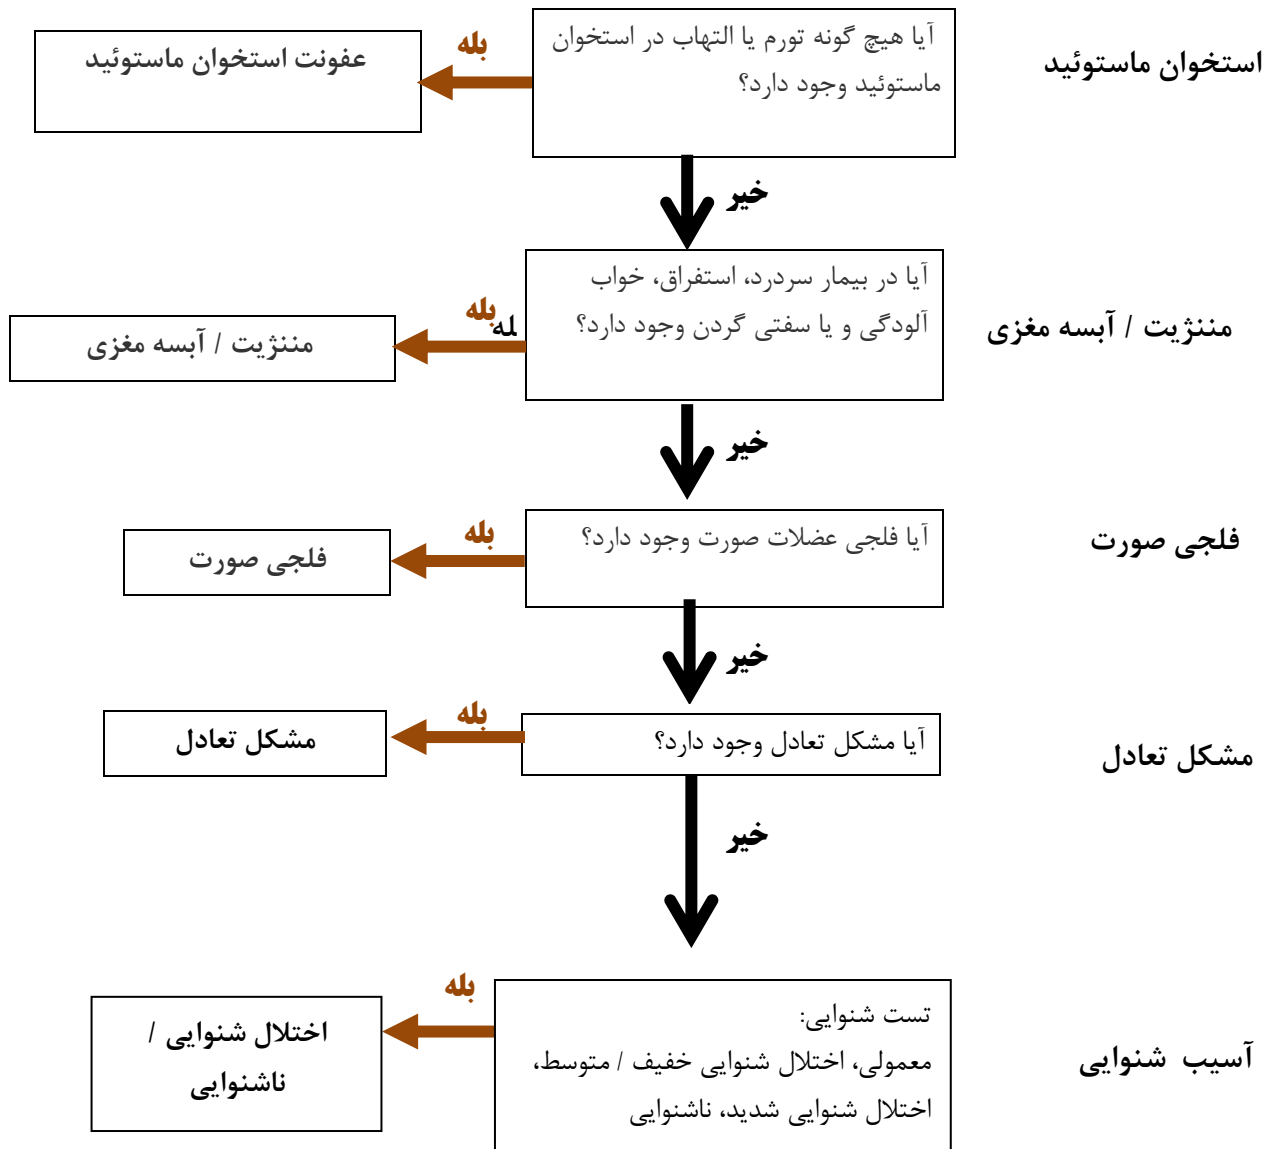 استخوان ماستوئید
آیا هیچ گونه تورم یا التهاب در استخوان
ماستوئید وجود دارد؟
بله
عفونت استخوان ماستوئید
خیر
مننژیت / آبسه مغزی
آیا در بیمار سردرد، استفراق، خواب
آلودگی و یا سفتی گردن وجود دارد؟
بله
له
مننژیت / آبسه مغزی
خیر
فلجی صورت
آیا فلجی عضلات صورت وجود دارد؟
بله
فلجی صورت
خیر
مشکل تعادل
آیا مشکل تعادل وجود دارد؟
بله
مشکل تعادل
خیر
آسیب شنوایی
تست شنوایی:
معمولی، اختلال شنوایی خفیف / متوسط،
اختلال شنوایی شدید، ناشنوایی
بله
اختلال شنوایی /
ناشنوایی